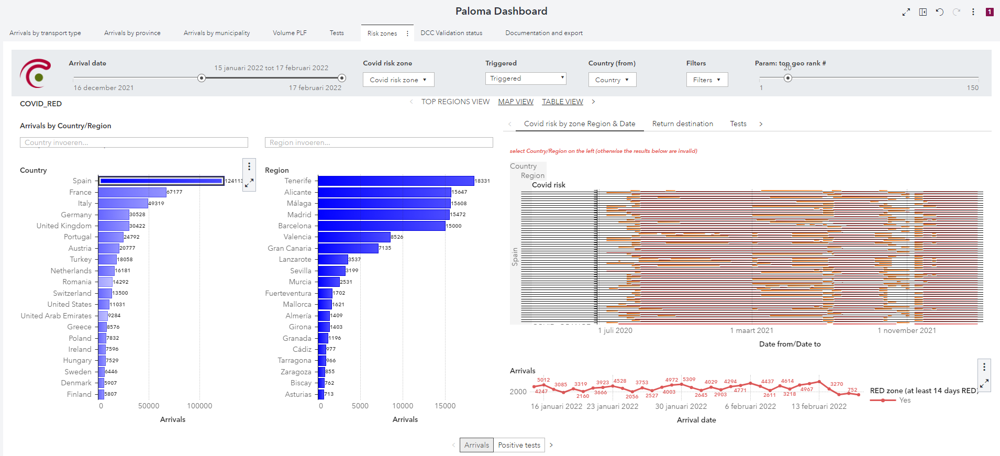 Paloma Dashboard
1
Arrivals by transport type
Arrivals by province
Arrivals by municipality
Volume PLF
Tests
Risk zones
DCC Validation status
Documentation and export
Arrival date
15 januari 2022 tot 17 februari 2022
16 december 2021
17 februari 2022
Covid risk zone
Covid risk zone
Triggered
Triggered
Country (from)
Country
Filters
Filters
Param: top geo rank #
20
1
150
COVID_RED
TOP REGIONS VIEW
MAP VIEW
TABLE VIEW
Arrivals by Country/Region
Country invoeren...
Region invoeren...
Country
Spain 124113
France 67177
Italy 49319
Germany 30528
United Kingdom 30422
Portugal 24792
Austria 20777
Turkey 18058
Netherlands 16181
Romania 14292
Switzerland 13500
United States 11031
United Arab Emirates 9284
Greece 8576
Poland 7832
Ireland 7596
Hungary 7529
Sweden 6446
Denmark 5907
Finland 5807
0 50000 100000
Arrivals
Region
Tenerife 18331
Alicante 15647
Málaga 15608
Madrid 15472
Barcelona 15000
Valencia 8526
Gran Canaria 7135
Lanzarote 3537
Sevilla 3199
Murcia 2531
Fuerteventura 1702
Mallorca 1621
Almería 1409
Girona 1403
Granada 1196
Cádiz 977
Tarragona 966
Zaragoza 855
Biscay 762
Asturias 713
0 5000 10000 15000
Arrivals
Covid risk by zone Region & Date
Return destination
Tests
select Country/Region on the left (otherwise the results below are invalid)
Country
Region
Covid risk
Spain
1 juli 2020
1 maart 2021
1 november 2021
Date from/Date to
Arrivals
5012 3085 3319 3923 4528 3753 4972 5309 4029 4294 4437 4614 3270 752
2000
4247 2160 3666 2056 2527 4003 2645 2903 4771 2611 3218 4967
16 januari 2022 23 januari 2022 30 januari 2022 6 februari 2022 13 februari 2022
Arrival date
RED zone (at least 14 days RED)
Yes
Arrivals
Positive tests